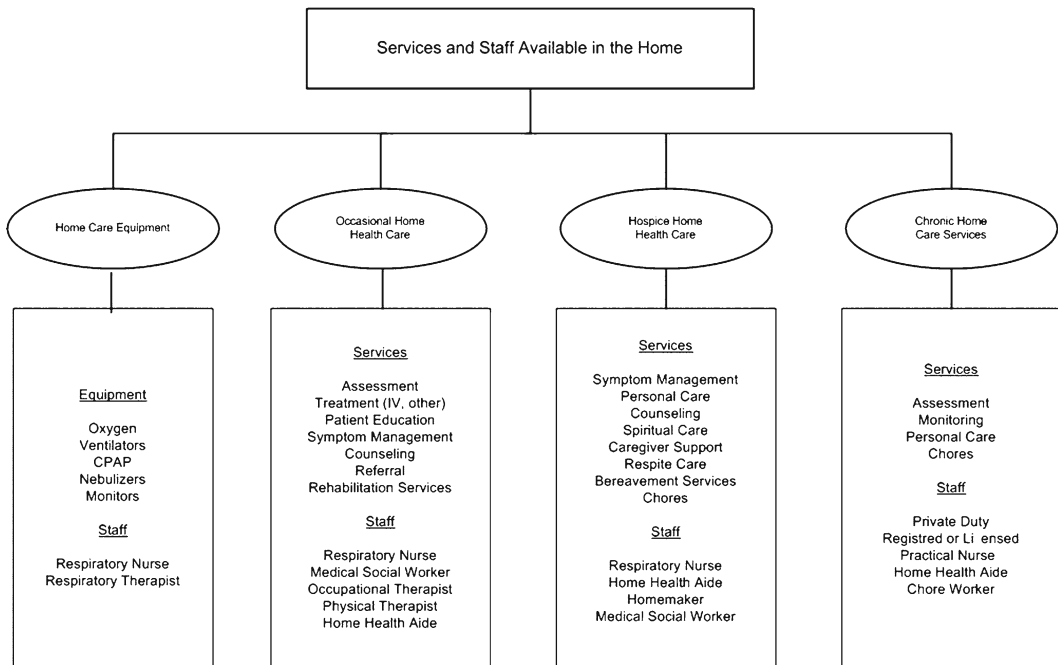 Services and Staff Available in the Home
Home Care Equipment
Occasional Home
Health Care
Hospice Home
Health Care
Chronic Home
Care Services
Equipment
Oxygen
Ventilators
CPAP
Nebulizers
Monitors
Staff
Respiratory Nurse
Respiratory Therapist
Services
Assessment
Treatment (IV, other)
Patient Education
Symptom Management
Counseling
Referral
Rehabilitation Services
Staff
Respiratory Nurse
Medical Social Worker
Occupational Therapist
Physical Therapist
Home Health Aide
Services
Symptom Management
Personal Care
Counseling
Spiritual Care
Caregiver Support
Respite Care
Bereavement Services
Chores
Staff
Respiratory Nurse
Home Health Aide
Homemaker
Medical Social Worker
Services
Assessment
Monitoring
Personal Care
Chores
Staff
Private Duty
Registred or Li ensed
Practical Nurse
Home Health Aide
Chore Worker